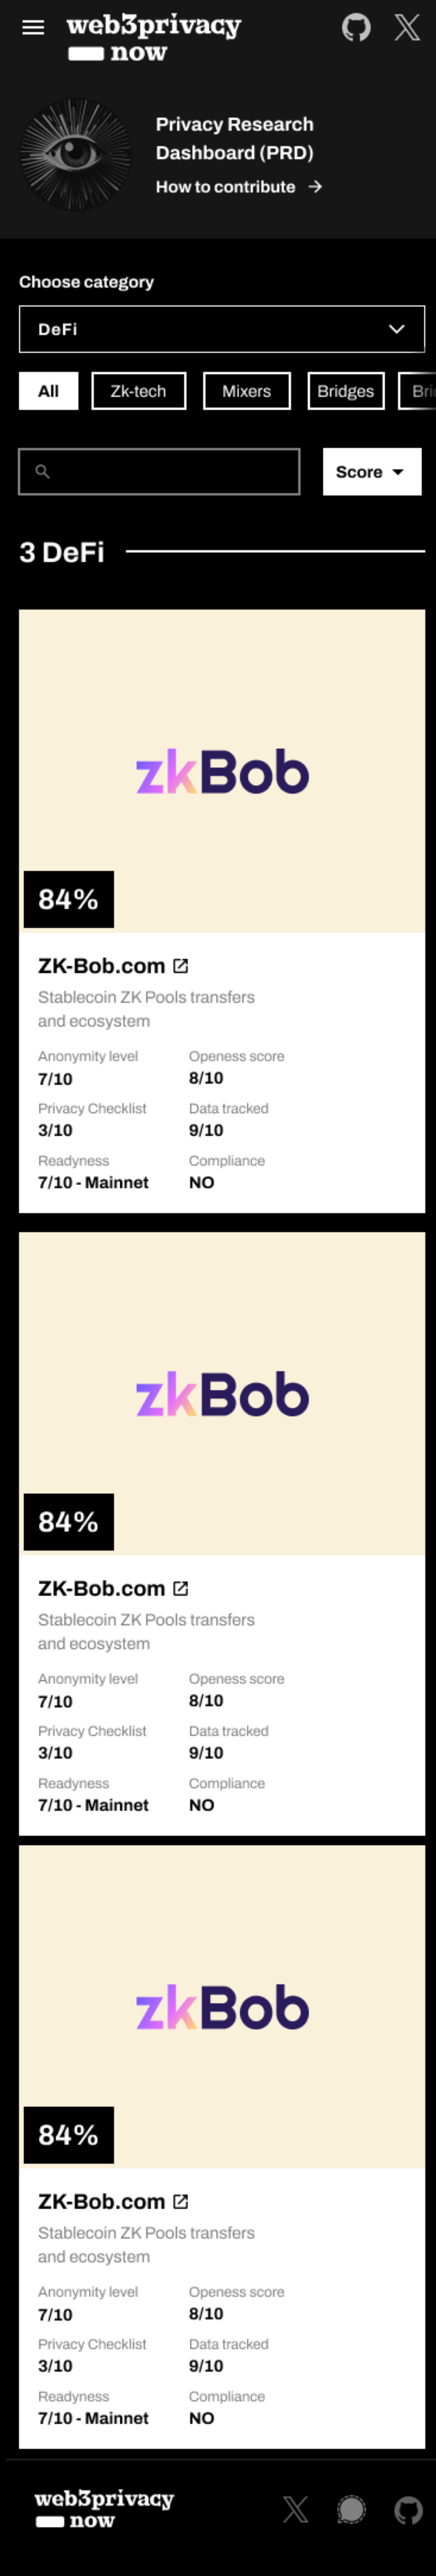 web3privacy
now
Privacy Research
Dashboard (PRD)
How to contribute
Choose category
DeFi
All
Zk-tech
Mixers
Bridges
Score
3 DeFi
zkBob
84%
ZK-Bob.com
Stablecoin ZK Pools transfers
and ecosystem
Anonymity level Openess score
7/10 8/10
Privacy Checklist Data tracked
3/10 9/10
Readyness Compliance
7/10 - Mainnet NO
zkBob
84%
ZK-Bob.com
Stablecoin ZK Pools transfers
and ecosystem
Anonymity level Openess score
7/10 8/10
Privacy Checklist Data tracked
3/10 9/10
Readyness Compliance
7/10 - Mainnet NO
zkBob
84%
ZK-Bob.com
Stablecoin ZK Pools transfers
and ecosystem
Anonymity level Openess score
7/10 8/10
Privacy Checklist Data tracked
3/10 9/10
Readyness Compliance
7/10 - Mainnet NO
web3privacy
now